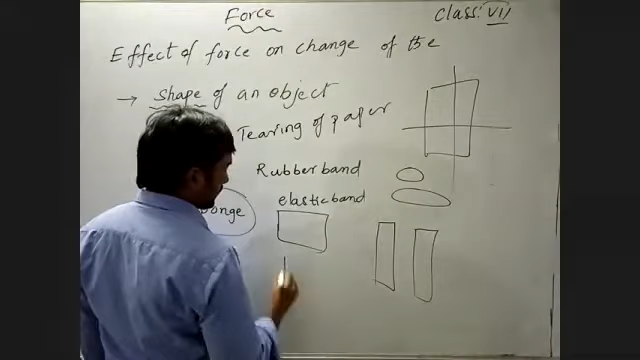 Force
Class: VII
Effect of force on change of the
→ Shape of an object
Tearing of paper
Rubber band
elastic band